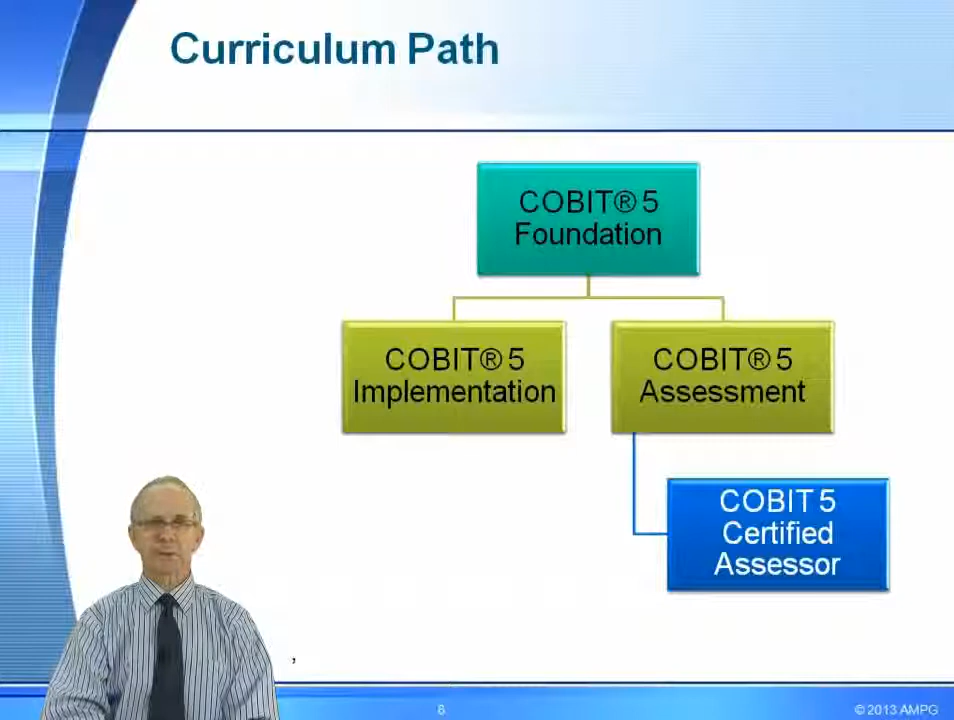 Curriculum Path
COBIT® 5
Foundation
COBIT® 5
Implementation
COBIT® 5
Assessment
COBIT 5
Certified
Assessor
,
8
© 2013 AMPG